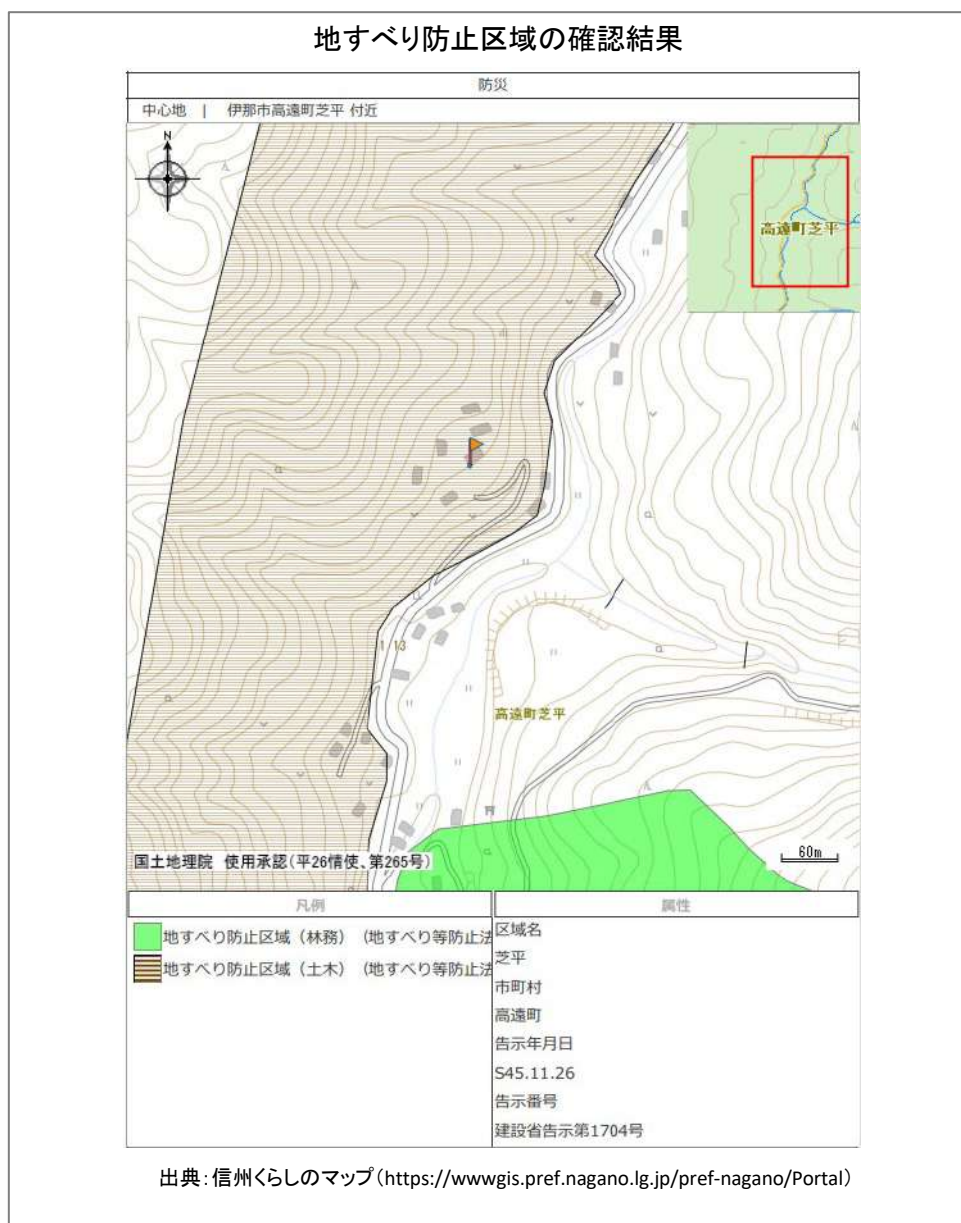 地すべり防止区域の確認結果
防災
中心地 | 伊那市高遠町芝平 付近
N
高遠町芝平
1 13
高遠町芝平
60m
国土地理院 使用承認(平26情使、第265号)
凡例
属性
地すべり防止区域(林務) (地すべり等防止法
地すべり防止区域(土木) (地すべり等防止法
区域名
芝平
市町村
高遠町
告示年月日
S45.11.26
告示番号
建設省告示第1704号
出典:信州くらしのマップ(https://wwwgis.pref.nagano.lg.jp/pref-nagano/Portal)